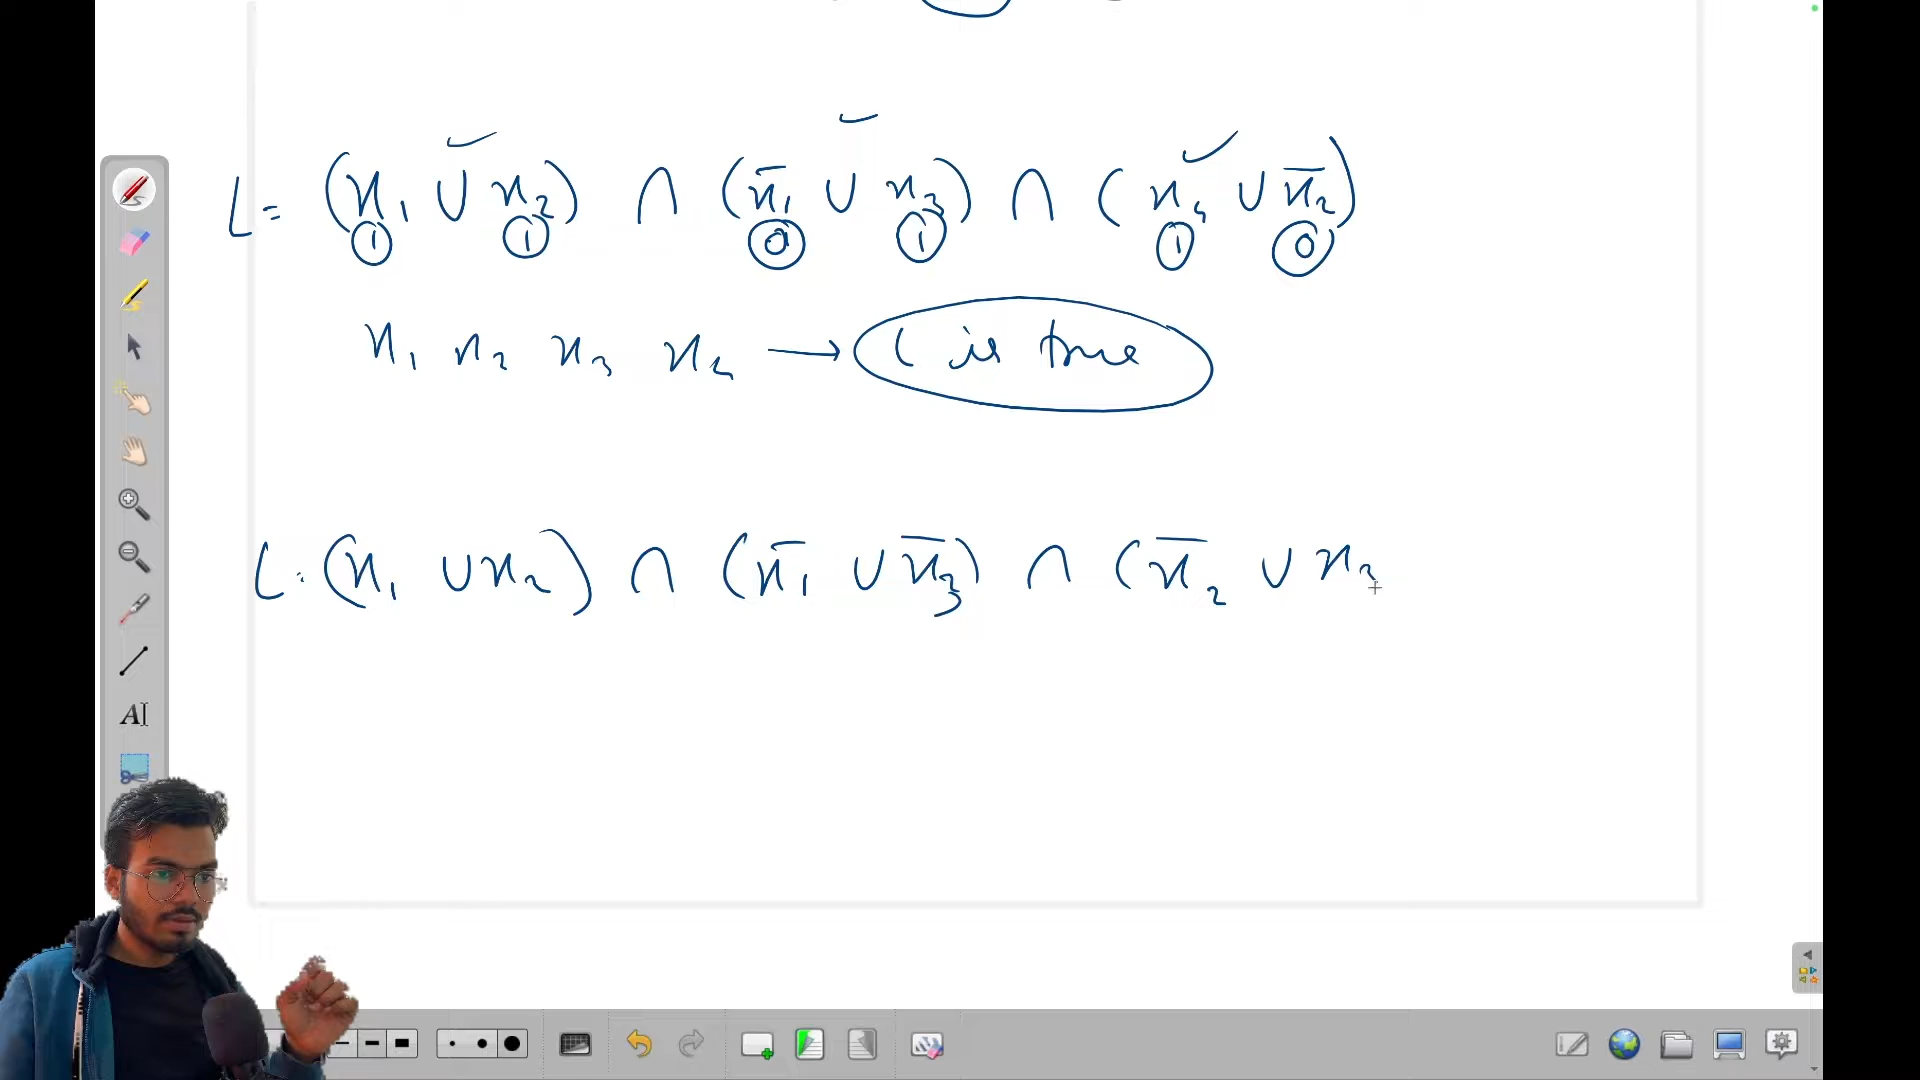 L = (x₁ ∪ x₂) ∩ (x̄₁ ∪ x₃) ∩ (x₄ ∪ x̄₂)
① ① ⓪ ① ① ⓪
x₁ x₂ x₃ x₄ → L is true
L : (x₁ ∪ x₂) ∩ (x̄₁ ∪ x̄₃) ∩ (x̄₂ ∪ x₃
A